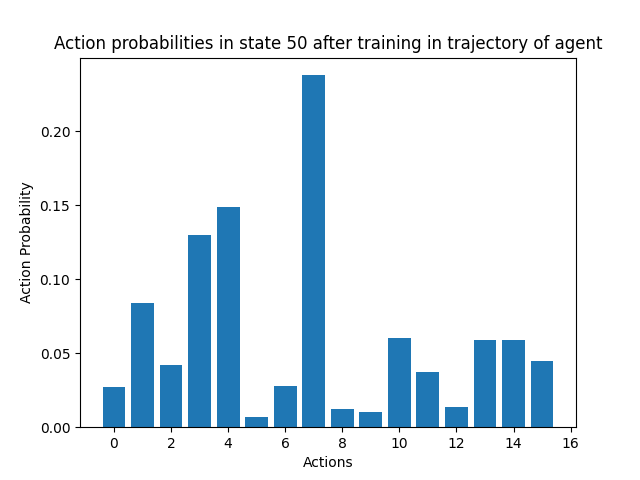 Action probabilities in state 50 after training in trajectory of agent
0.20
0.15
0.10
0.05
0.00
Action Probability
0 2 4 6 8 10 12 14 16
Actions